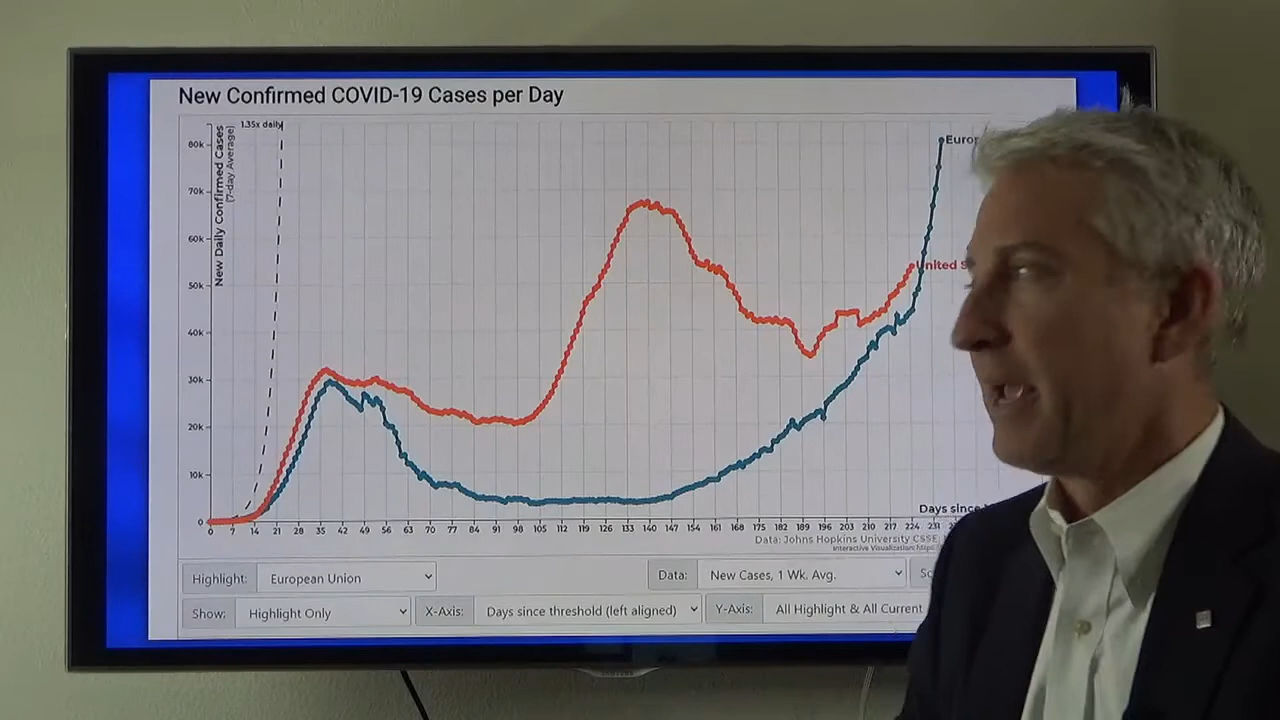 New Confirmed COVID-19 Cases per Day
New Daily Confirmed Cases
(7-day Average)
1.35x daily
80k
70k
60k
50k
40k
30k
20k
10k
0
0 7 14 21 28 35 42 49 56 63 70 77 84 91 98 105 112 119 126 133 140 147 154 161 168 175 182 189 196 203 210 217 224 231
Days since
Data: Johns Hopkins University CSSE,
Interactive Visualization:
Highlight: European Union
Data: New Cases, 1 Wk. Avg.
Show: Highlight Only
X-Axis: Days since threshold (left aligned)
Y-Axis: All Highlight & All Current
SAMSUNG